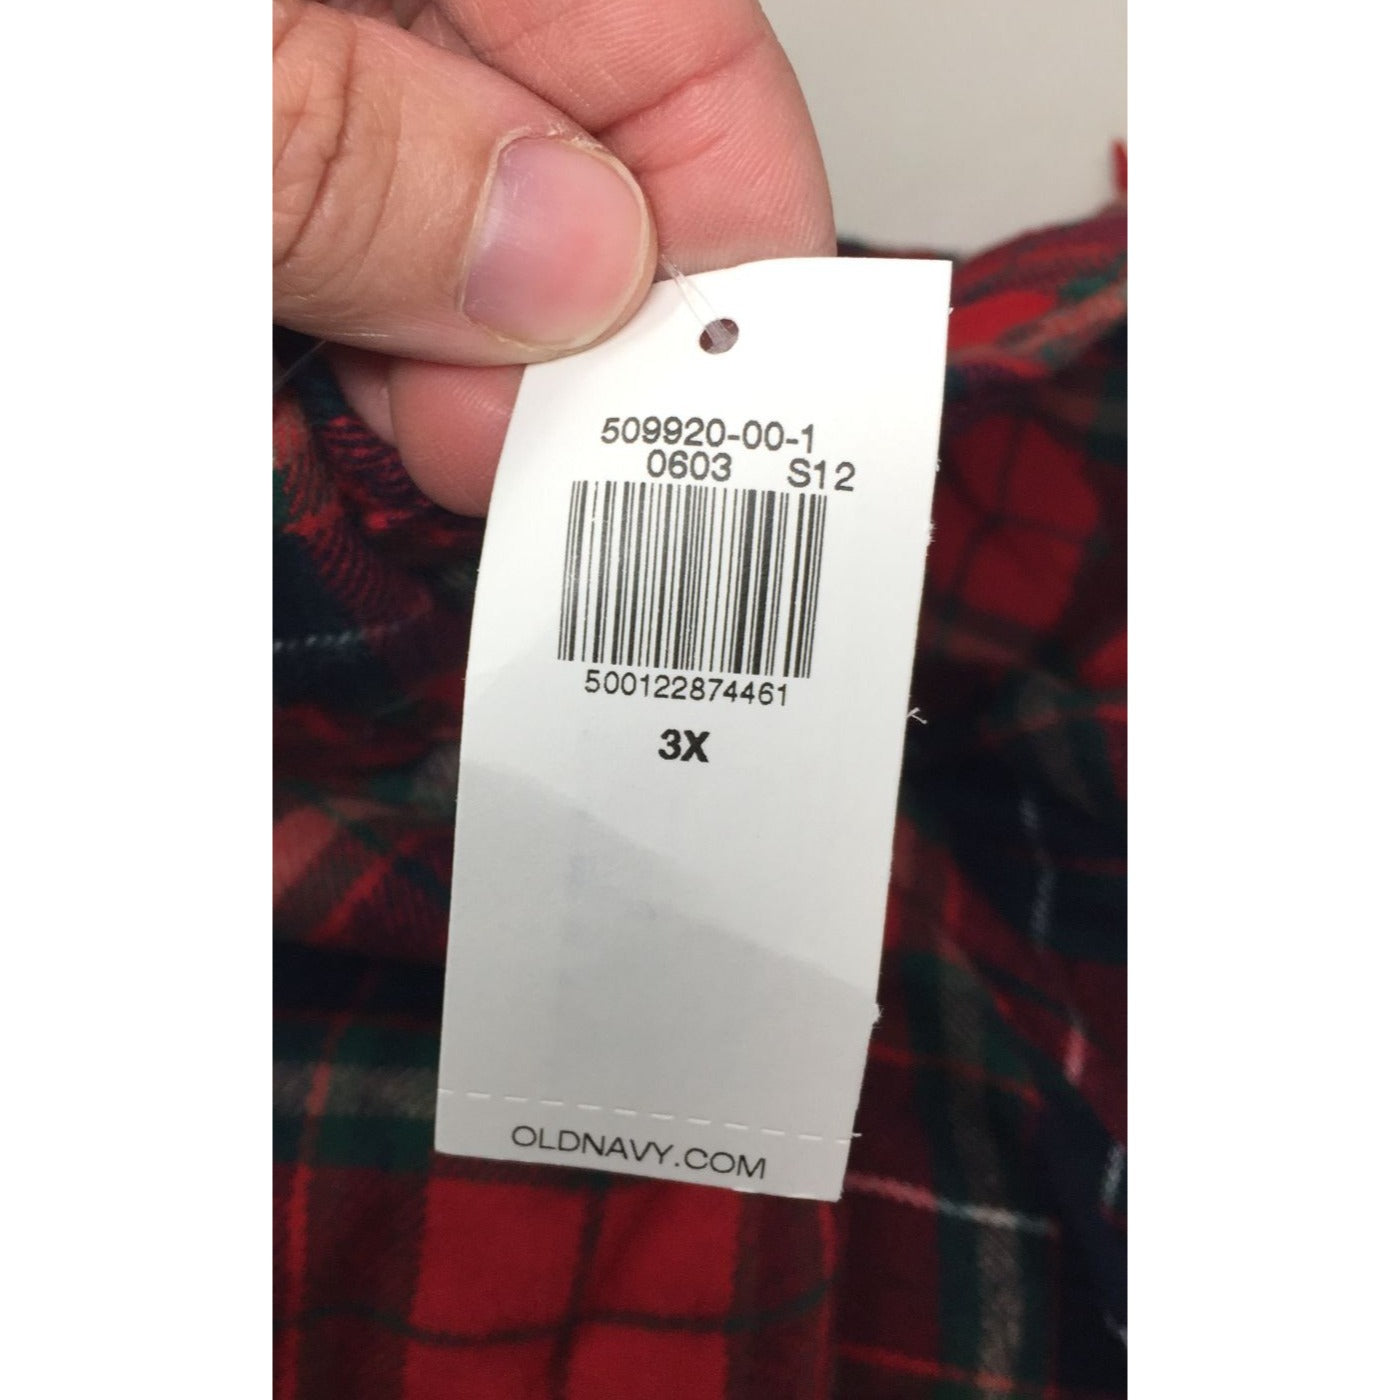 509920-00-1
0603 S12
500122874461
3X
OLDNAVY.COM